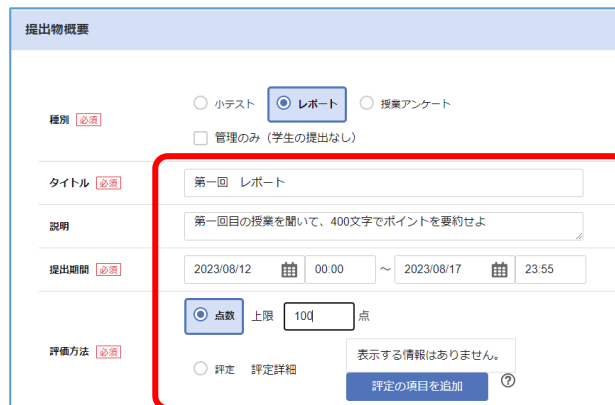 提出物概要
種別 必須
小テスト レポート 授業アンケート
管理のみ（学生の提出なし）
タイトル 必須
第一回　レポート
説明
第一回目の授業を聞いて、400文字でポイントを要約せよ
提出期間 必須
2023/08/12 00:00 ～ 2023/08/17 23:55
評価方法 必須
点数 上限 100 点
評定 評定詳細
表示する情報はありません。
評定の項目を追加 ?